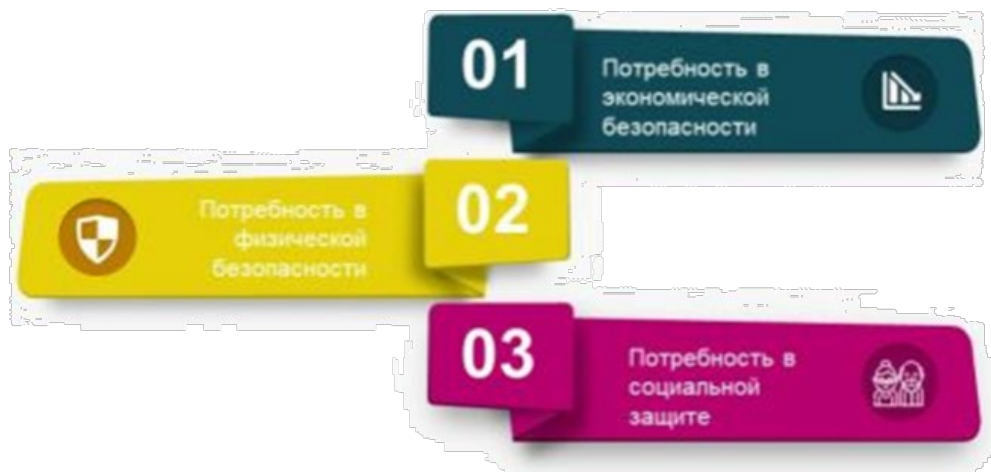 01
Потребность в
экономической
безопасности
02
Потребность в
физической
безопасности
03
Потребность в
социальной
защите